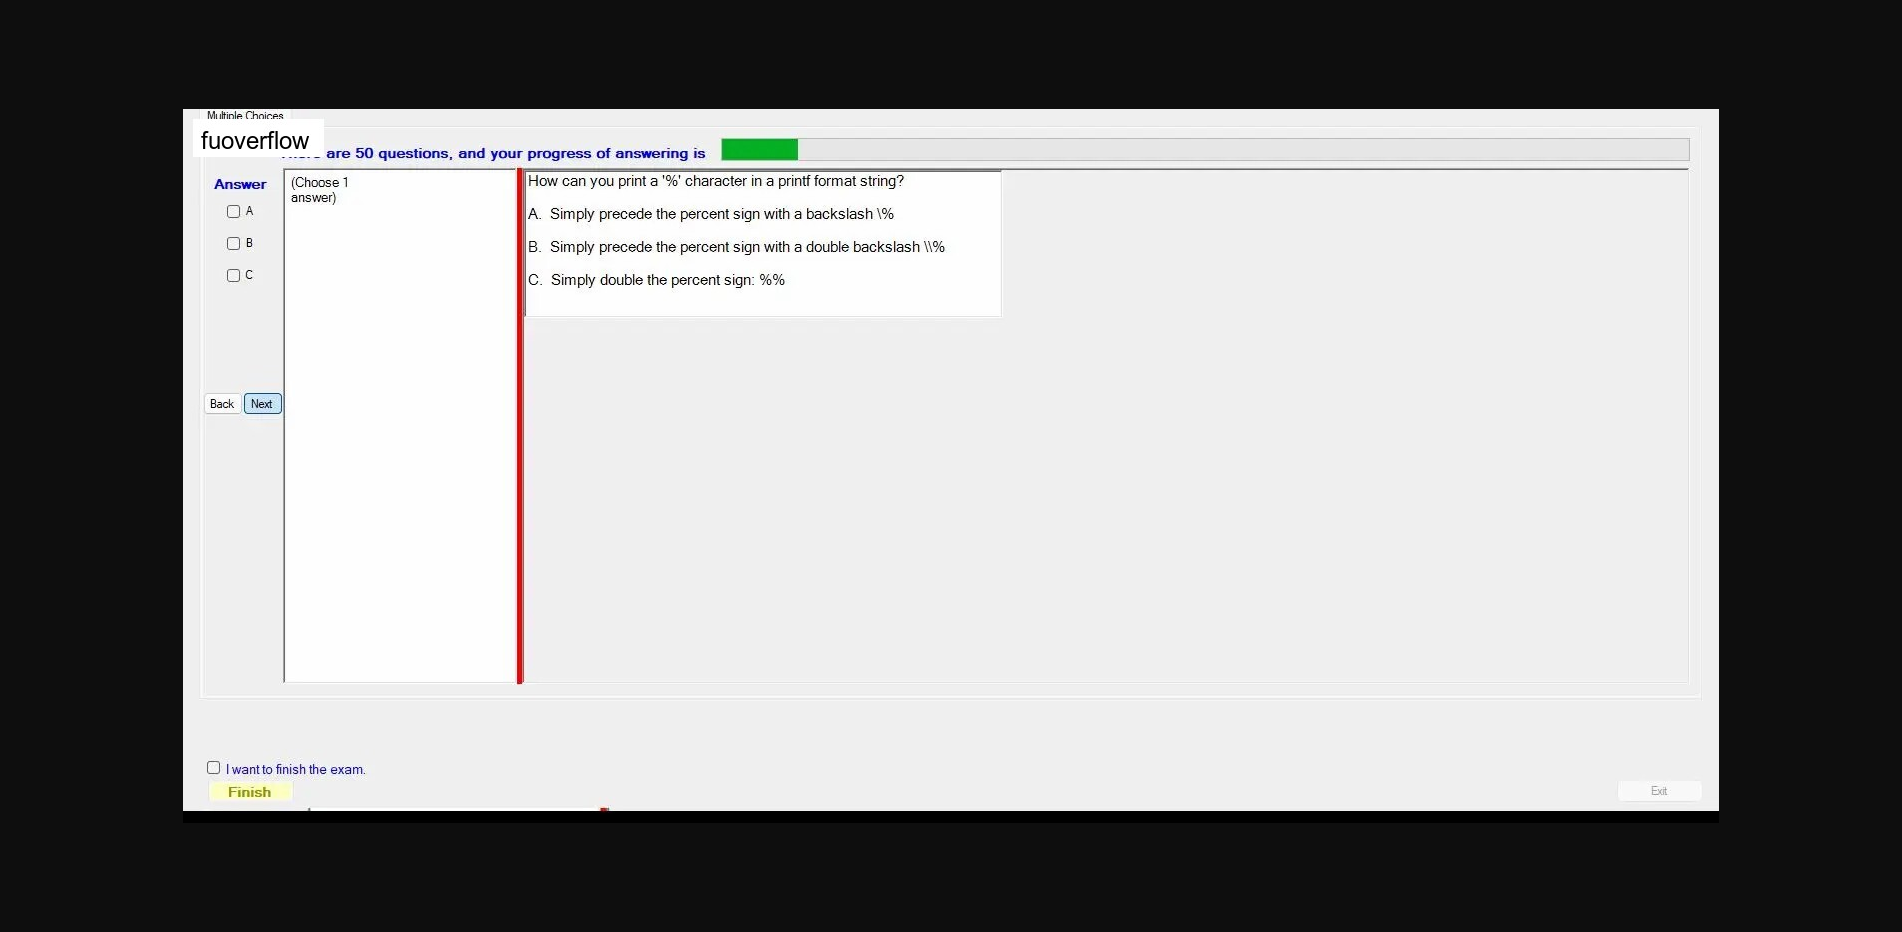 Multiple Choices
fuoverflow
are 50 questions, and your progress of answering is
Answer
(Choose 1
answer)
A
B
C
How can you print a '%' character in a printf format string?
A. Simply precede the percent sign with a backslash \%
B. Simply precede the percent sign with a double backslash \\%
C. Simply double the percent sign: %%
Back
Next
I want to finish the exam.
Finish
Exit